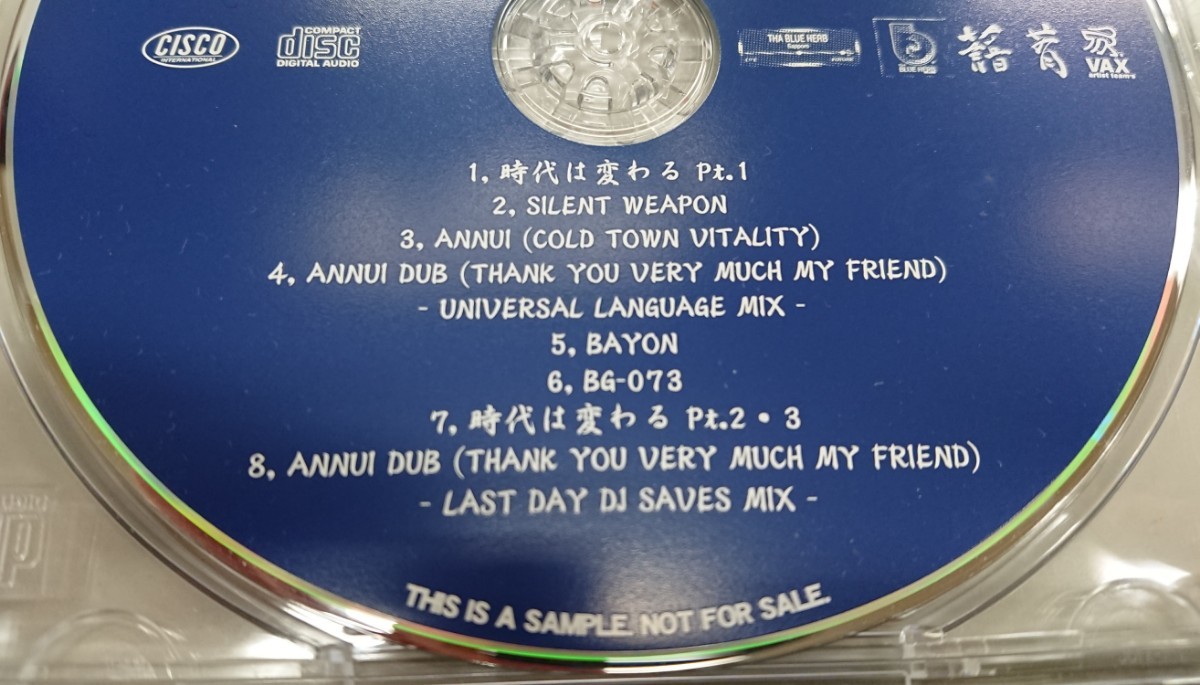 CISCO
INTERNATIONAL
COMPACT
disc
DIGITAL AUDIO
THA BLUE HERB
Sapporo
VAX
artist team's
1, 時代は変わる Pt.1
2, SILENT WEAPON
3, ANNUI (COLD TOWN VITALITY)
4, ANNUI DUB (THANK YOU VERY MUCH MY FRIEND)
- UNIVERSAL LANGUAGE MIX -
5, BAYON
6, BG-073
7, 時代は変わる Pt.2・3
8, ANNUI DUB (THANK YOU VERY MUCH MY FRIEND)
- LAST DAY DJ SAVES MIX -
THIS IS A SAMPLE. NOT FOR SALE.